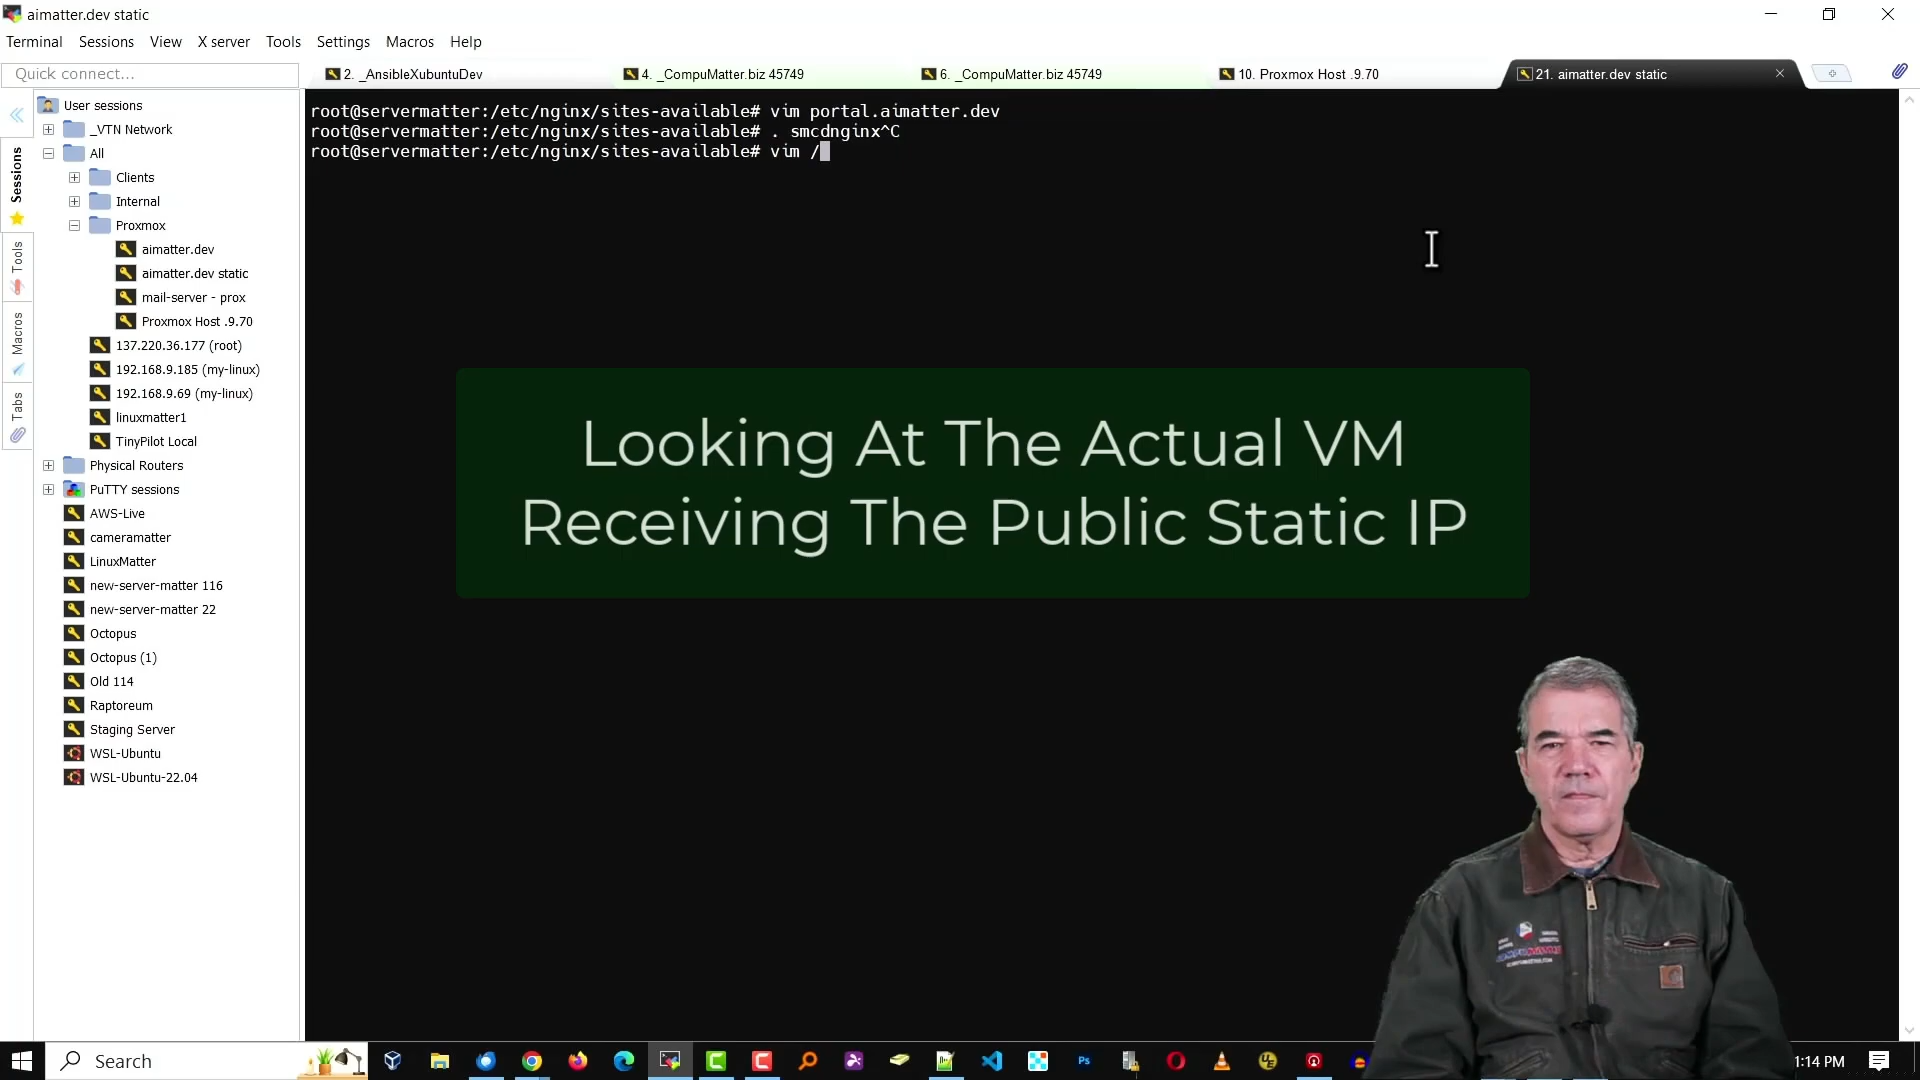 aimatter.dev static
Terminal Sessions View X server Tools Settings Macros Help
Quick connect...
2. _AnsibleXubuntuDev
4. _CompuMatter.biz 45749
6. _CompuMatter.biz 45749
10. Proxmox Host .9.70
21. aimatter.dev static
Sessions
Tools
Macros
Tabs
User sessions
_VTN Network
All
Clients
Internal
Proxmox
aimatter.dev
aimatter.dev static
mail-server - prox
Proxmox Host .9.70
137.220.36.177 (root)
192.168.9.185 (my-linux)
192.168.9.69 (my-linux)
linuxmatter1
TinyPilot Local
Physical Routers
PuTTY sessions
AWS-Live
cameramatter
LinuxMatter
new-server-matter 116
new-server-matter 22
Octopus
Octopus (1)
Old 114
Raptoreum
Staging Server
WSL-Ubuntu
WSL-Ubuntu-22.04
root@servermatter:/etc/nginx/sites-available# vim portal.aimatter.dev
root@servermatter:/etc/nginx/sites-available# . smcdnginx^C
root@servermatter:/etc/nginx/sites-available# vim /
Looking At The Actual VM
Receiving The Public Static IP
Search
Ps
UE
1:14 PM